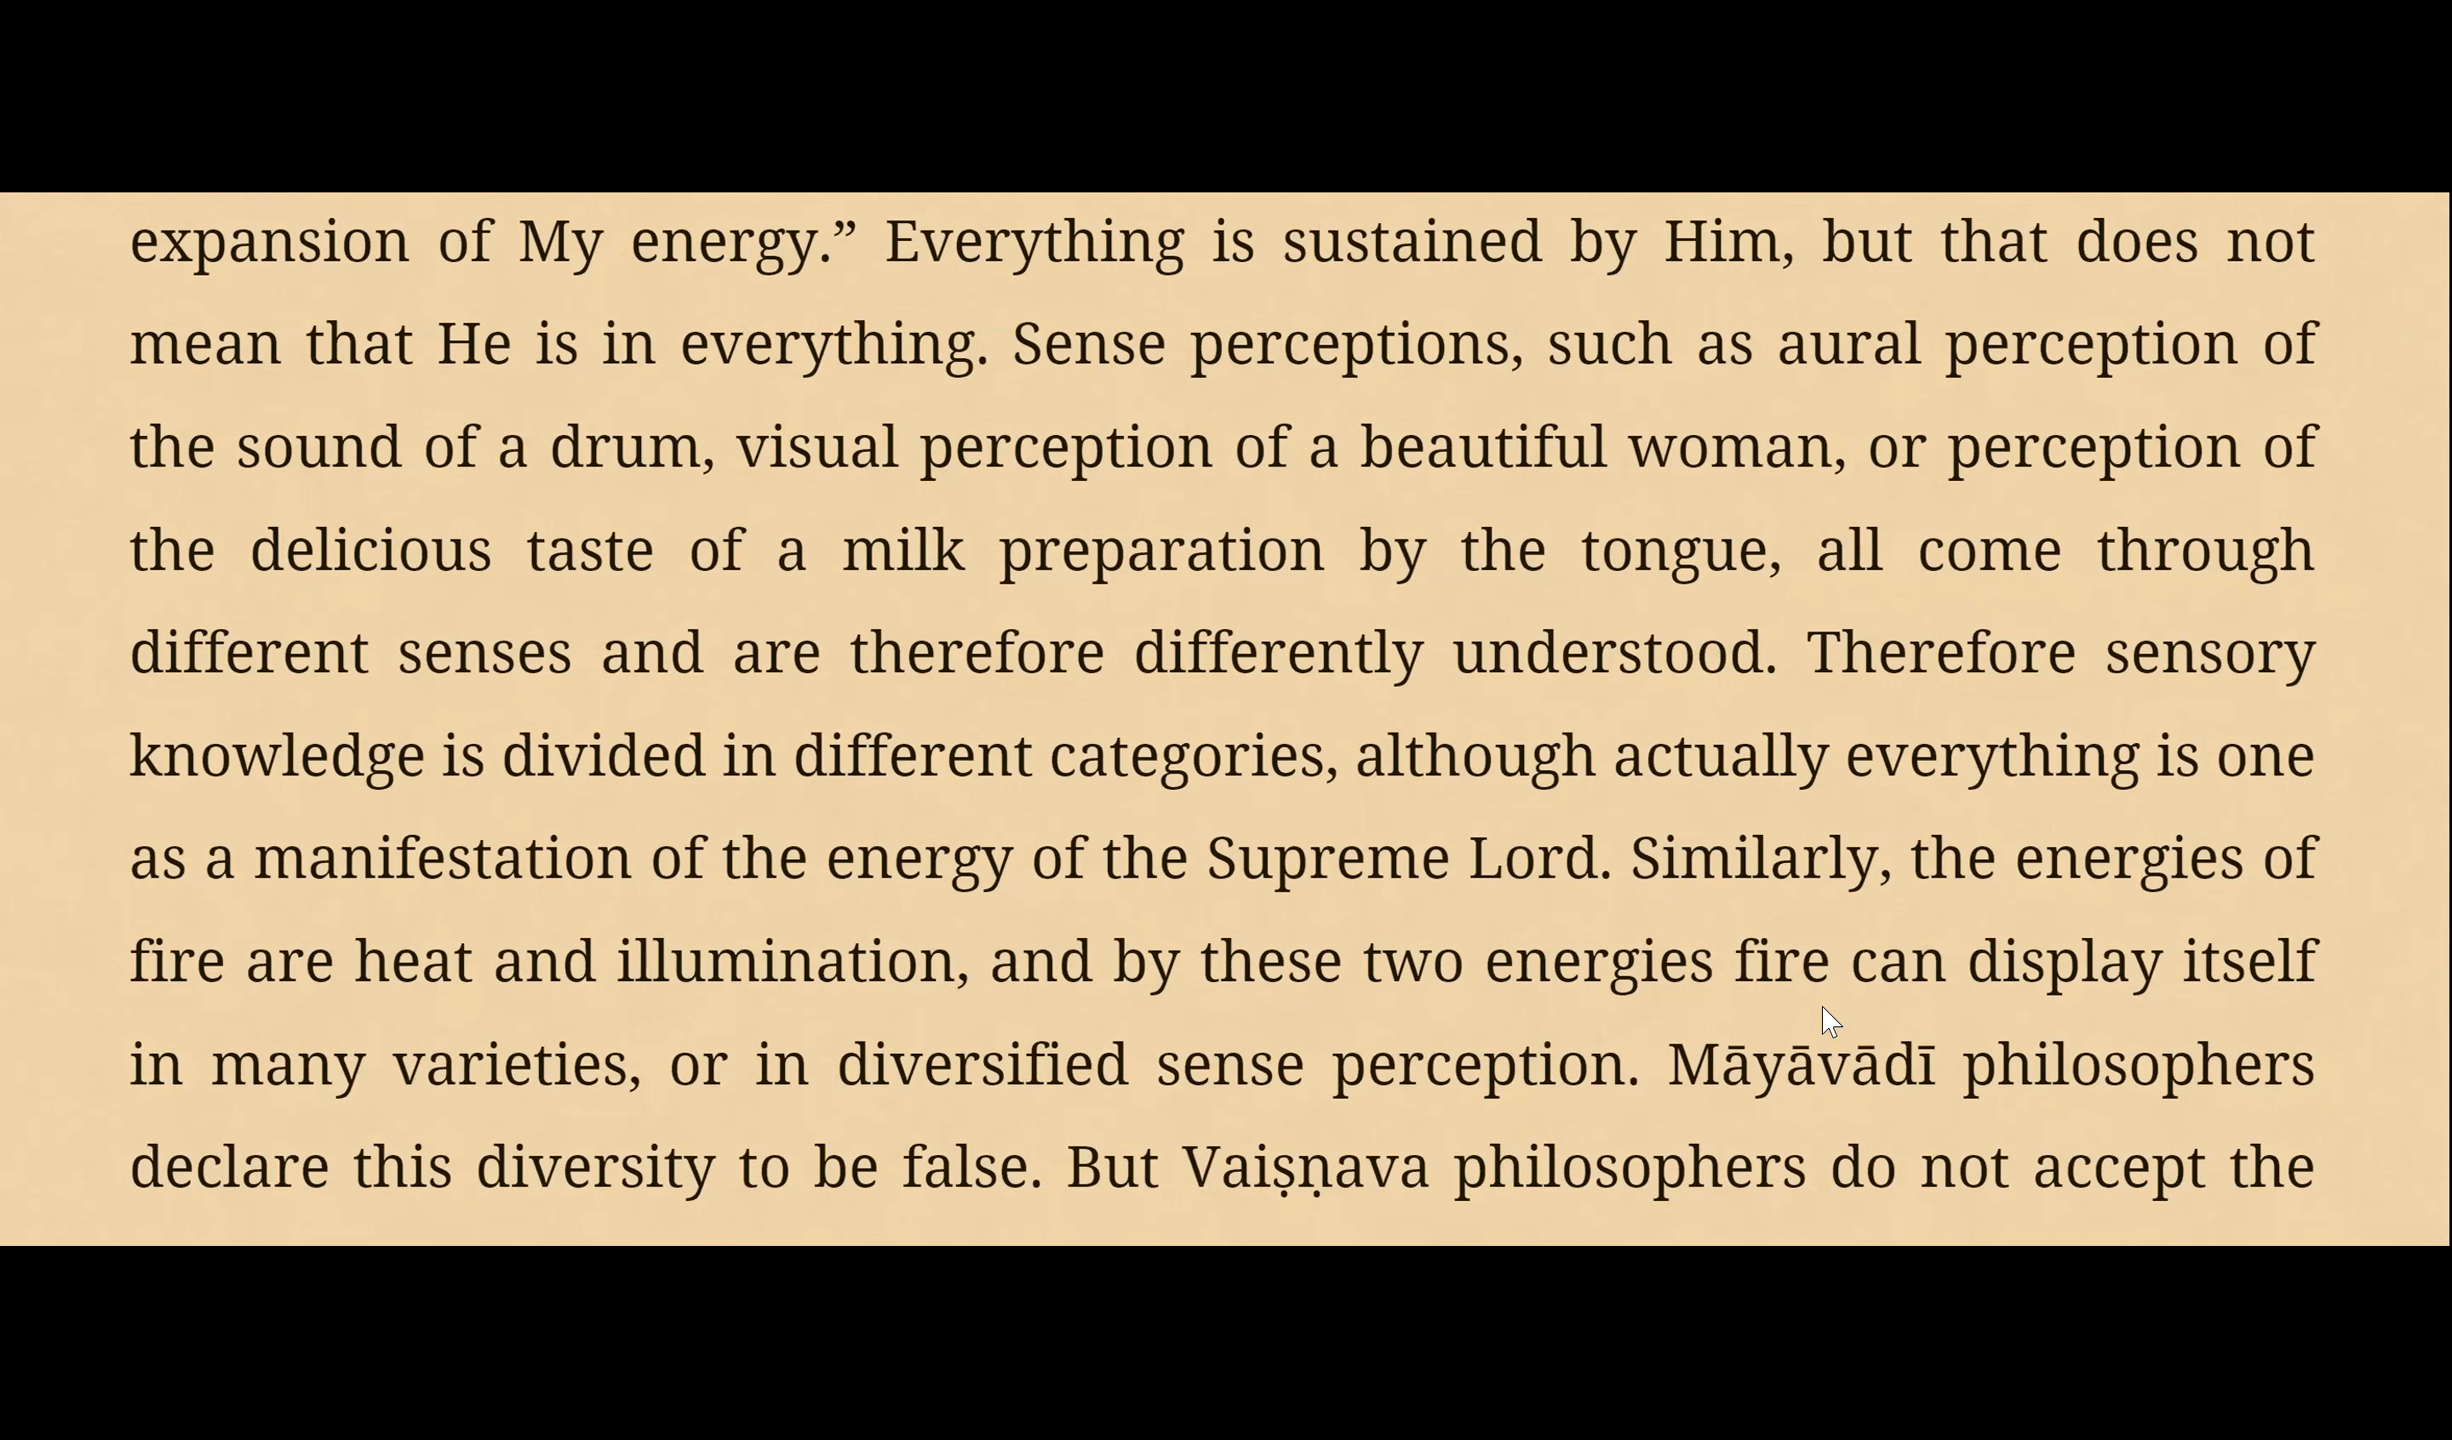 expansion of My energy.” Everything is sustained by Him, but that does not
mean that He is in everything. Sense perceptions, such as aural perception of
the sound of a drum, visual perception of a beautiful woman, or perception of
the delicious taste of a milk preparation by the tongue, all come through
different senses and are therefore differently understood. Therefore sensory
knowledge is divided in different categories, although actually everything is one
as a manifestation of the energy of the Supreme Lord. Similarly, the energies of
fire are heat and illumination, and by these two energies fire can display itself
in many varieties, or in diversified sense perception. Māyāvādī philosophers
declare this diversity to be false. But Vaiṣṇava philosophers do not accept the